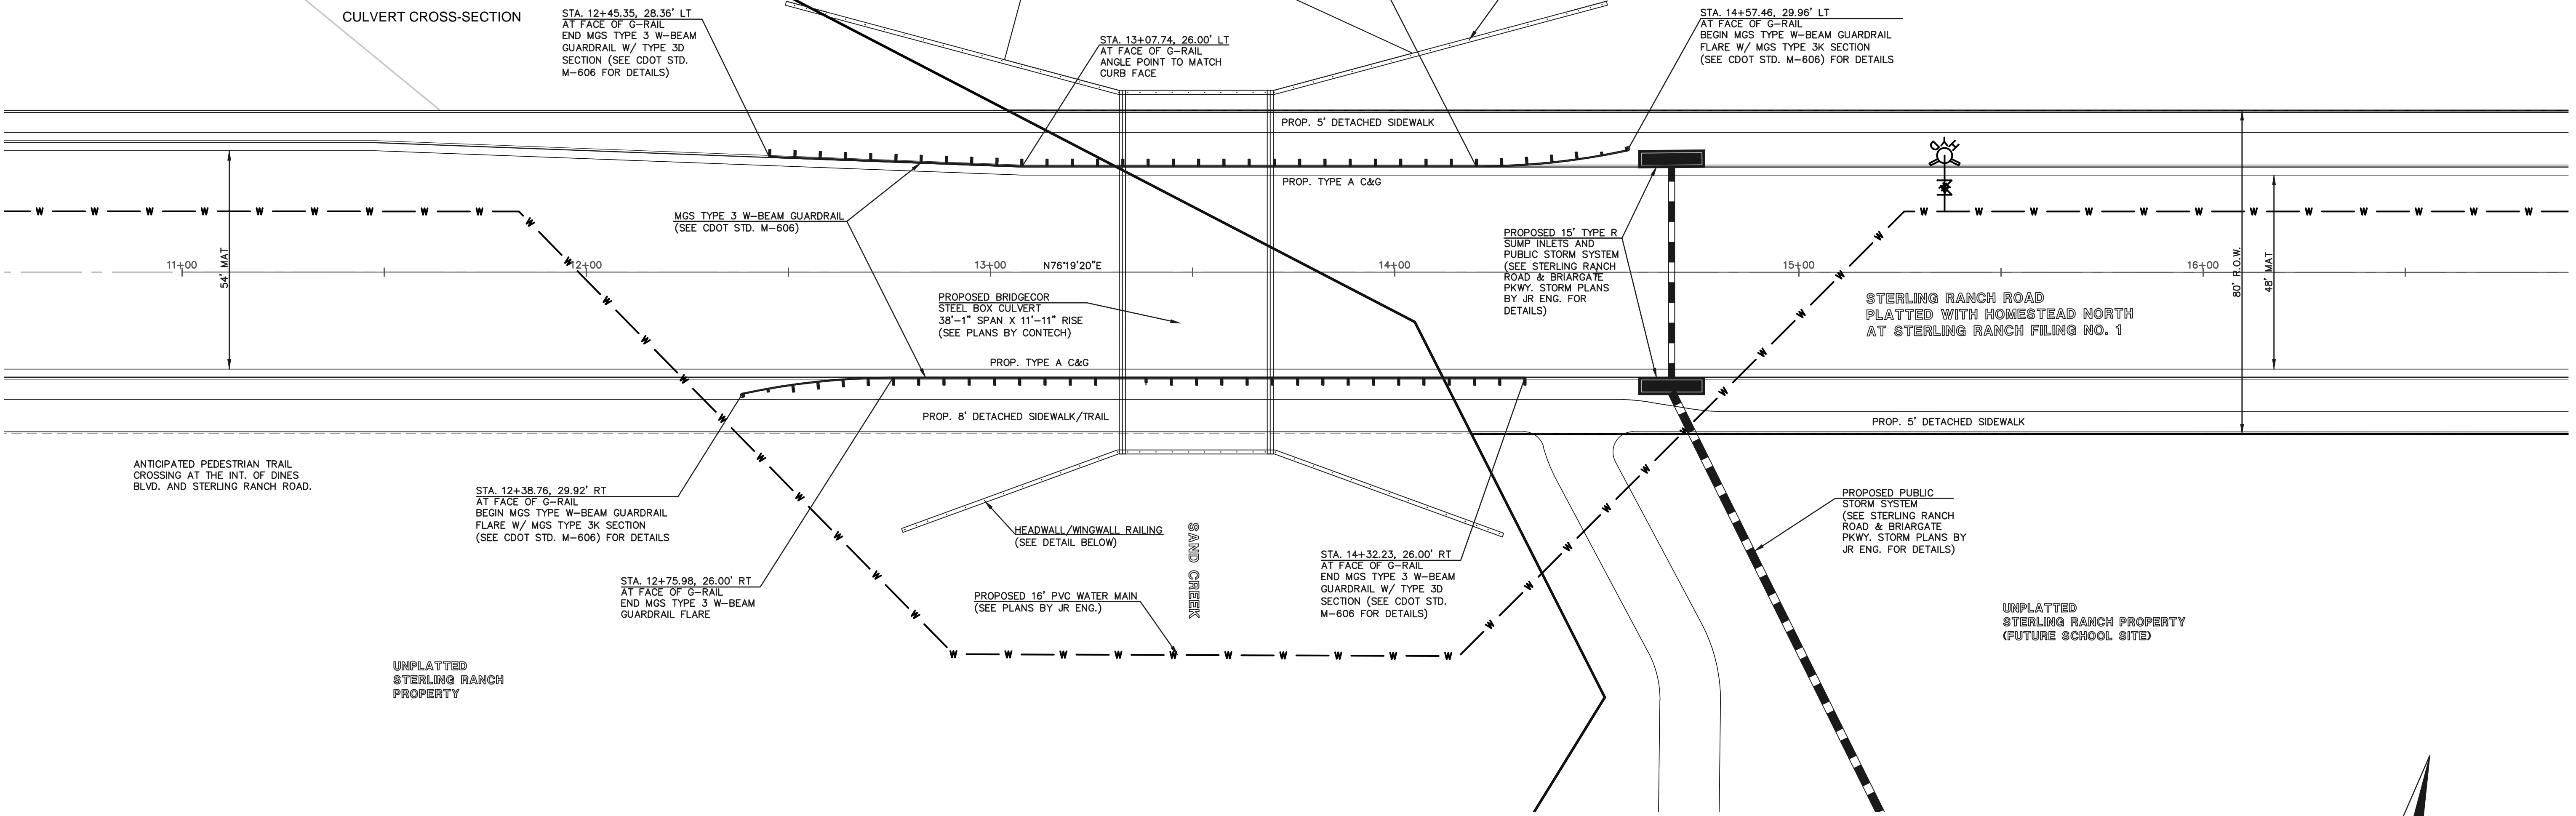 CULVERT CROSS-SECTION
STA. 12+45.35, 28.36' LT
AT FACE OF G-RAIL
END MGS TYPE 3 W-BEAM
GUARDRAIL W/ TYPE 3D
SECTION (SEE CDOT STD.
M-606 FOR DETAILS)
STA. 13+07.74, 26.00' LT
AT FACE OF G-RAIL
ANGLE POINT TO MATCH
CURB FACE
STA. 14+57.46, 29.96' LT
AT FACE OF G-RAIL
BEGIN MGS TYPE W-BEAM GUARDRAIL
FLARE W/ MGS TYPE 3K SECTION
(SEE CDOT STD. M-606) FOR DETAILS
PROP. 5' DETACHED SIDEWALK
PROP. TYPE A C&G
HYD
MGS TYPE 3 W-BEAM GUARDRAIL
(SEE CDOT STD. M-606)
W W W W W W W W W
W W W W W W W W W W W W
54' MAT
11+00
12+00
13+00
N76°19'20"E
14+00
15+00
16+00
80' R.O.W.
48' MAT
PROPOSED 15' TYPE R
SUMP INLETS AND
PUBLIC STORM SYSTEM
(SEE STERLING RANCH
ROAD & BRIARGATE
PKWY. STORM PLANS
BY JR ENG. FOR
DETAILS)
PROPOSED BRIDGECOR
STEEL BOX CULVERT
38'-1" SPAN X 11'-11" RISE
(SEE PLANS BY CONTECH)
STERLING RANCH ROAD
PLATTED WITH HOMESTEAD NORTH
AT STERLING RANCH FILING NO. 1
PROP. TYPE A C&G
PROP. 8' DETACHED SIDEWALK/TRAIL
PROP. 5' DETACHED SIDEWALK
ANTICIPATED PEDESTRIAN TRAIL
CROSSING AT THE INT. OF DINES
BLVD. AND STERLING RANCH ROAD.
STA. 12+38.76, 29.92' RT
AT FACE OF G-RAIL
BEGIN MGS TYPE W-BEAM GUARDRAIL
FLARE W/ MGS TYPE 3K SECTION
(SEE CDOT STD. M-606) FOR DETAILS
HEADWALL/WINGWALL RAILING
(SEE DETAIL BELOW)
SAND CREEK
PROPOSED PUBLIC
STORM SYSTEM
(SEE STERLING RANCH
ROAD & BRIARGATE
PKWY. STORM PLANS BY
JR ENG. FOR DETAILS)
STA. 12+75.98, 26.00' RT
AT FACE OF G-RAIL
END MGS TYPE 3 W-BEAM
GUARDRAIL FLARE
PROPOSED 16' PVC WATER MAIN
(SEE PLANS BY JR ENG.)
STA. 14+32.23, 26.00' RT
AT FACE OF G-RAIL
END MGS TYPE 3 W-BEAM
GUARDRAIL W/ TYPE 3D
SECTION (SEE CDOT STD.
M-606 FOR DETAILS)
W W W W W W W W W W
UNPLATTED
STERLING RANCH
PROPERTY
UNPLATTED
STERLING RANCH PROPERTY
(FUTURE SCHOOL SITE)